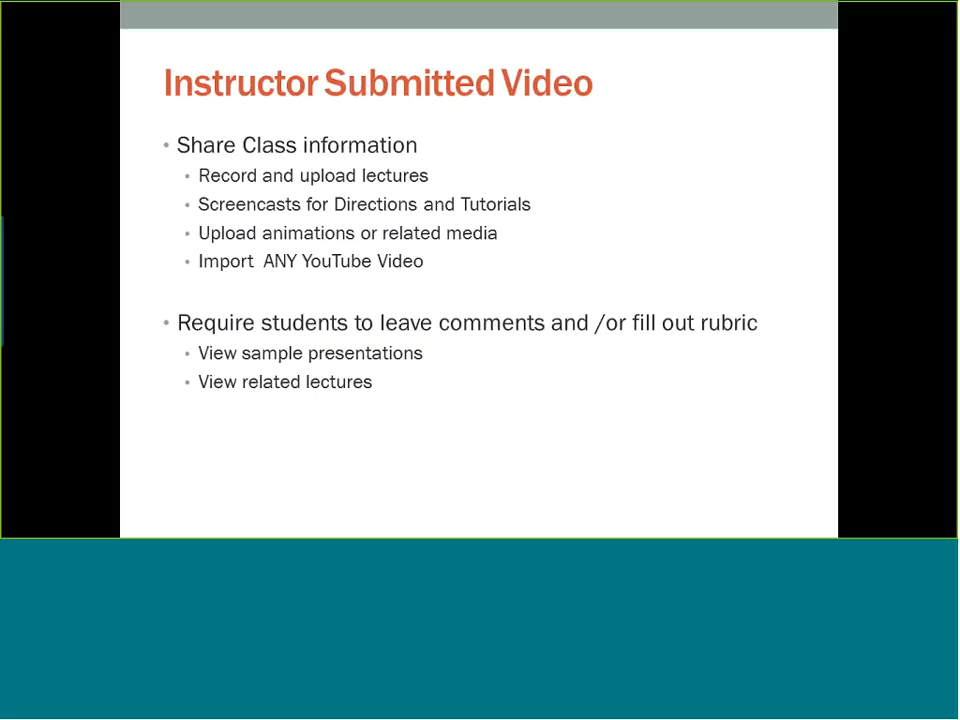 Instructor Submitted Video
• Share Class information
• Record and upload lectures
• Screencasts for Directions and Tutorials
• Upload animations or related media
• Import  ANY YouTube Video
• Require students to leave comments and /or fill out rubric
• View sample presentations
• View related lectures